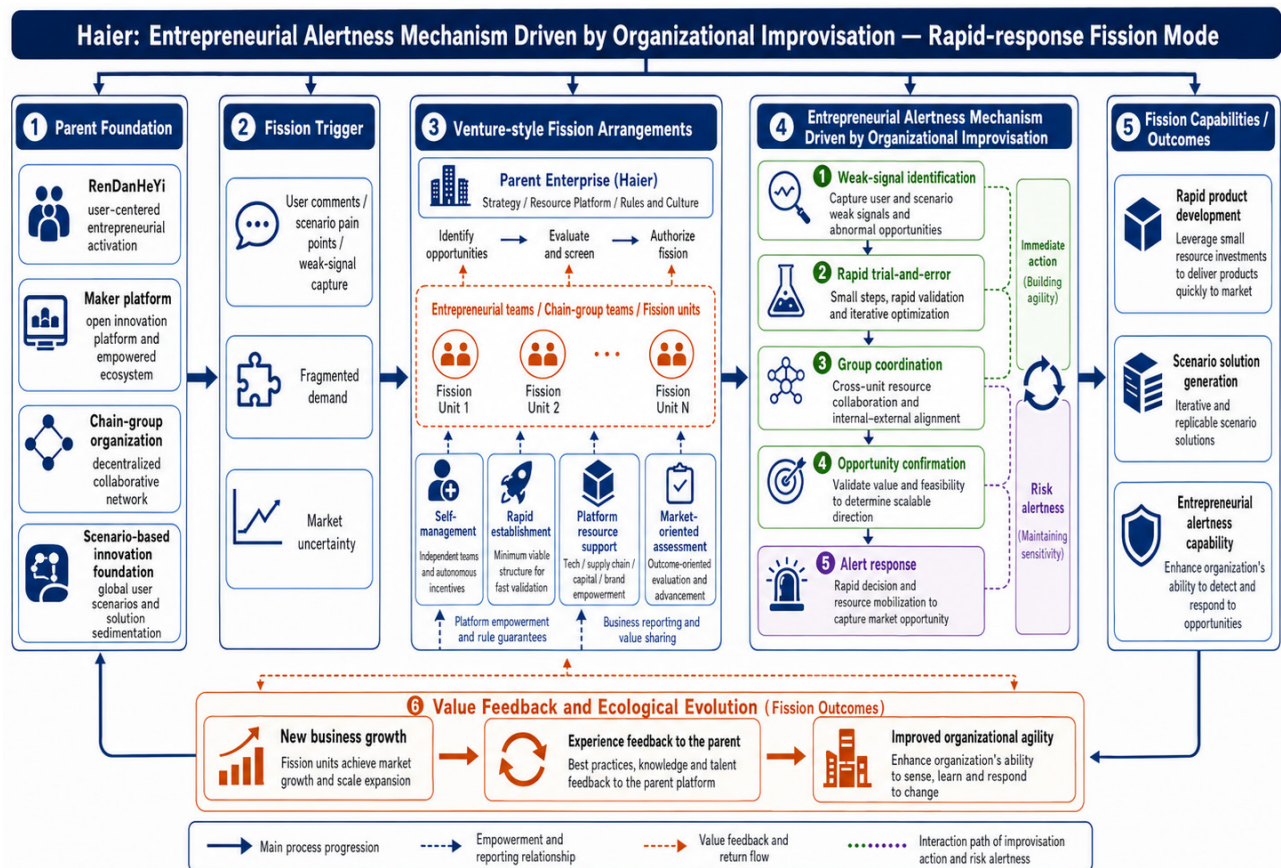 Haier: Entrepreneurial Alertness Mechanism Driven by Organizational Improvisation — Rapid-response Fission Mode
1 Parent Foundation
RenDanHeYi
user-centered
entrepreneurial
activation
Maker platform
open innovation
platform and
empowered
ecosystem
Chain-group
organization
decentralized
collaborative
network
Scenario-based
innovation
foundation
global user
scenarios and
solution
sedimentation
2 Fission Trigger
User comments /
scenario pain
points /
weak-signal
capture
Fragmented
demand
Market
uncertainty
3 Venture-style Fission Arrangements
Parent Enterprise (Haier)
Strategy / Resource Platform / Rules and Culture
Identify
opportunities
Evaluate
and screen
Authorize
fission
Entrepreneurial teams / Chain-group teams / Fission units
Fission
Unit 1
Fission
Unit 2
...
Fission
Unit N
Self-
management
Independent teams
and autonomous
incentives
Rapid
establishment
Minimum viable
structure for
fast validation
Platform
resource
support
Tech / supply chain /
capital / brand
empowerment
Market-
oriented
assessment
Outcome-oriented
evaluation and
advancement
Platform empowerment
and rule guarantees
Business reporting and
value sharing
4 Entrepreneurial Alertness Mechanism
Driven by Organizational Improvisation
1 Weak-signal identification
Capture user and scenario
weak signals and
abnormal opportunities
2 Rapid trial-and-error
Small steps, rapid validation
and iterative optimization
3 Group coordination
Cross-unit resource
collaboration and
internal–external alignment
4 Opportunity confirmation
Validate value and feasibility
to determine scalable
direction
5 Alert response
Rapid decision and
resource mobilization to
capture market opportunity
Immediate
action
(Building
agility)
Risk
alertness
(Maintaining
sensitivity)
5 Fission Capabilities /
Outcomes
Rapid product
development
Leverage small
resource investments
to deliver products
quickly to market
Scenario solution
generation
Iterative and
replicable scenario
solutions
Entrepreneurial
alertness
capability
Enhance organization's
ability to detect and
respond to
opportunities
6 Value Feedback and Ecological Evolution (Fission Outcomes)
New business growth
Fission units achieve market
growth and scale expansion
Experience feedback to the parent
Best practices, knowledge and talent
feedback to the parent platform
Improved organizational agility
Enhance organization's ability
to sense, learn and respond
to change
Main process progression
Empowerment and
reporting relationship
Value feedback and
return flow
Interaction path of improvisation
action and risk alertness